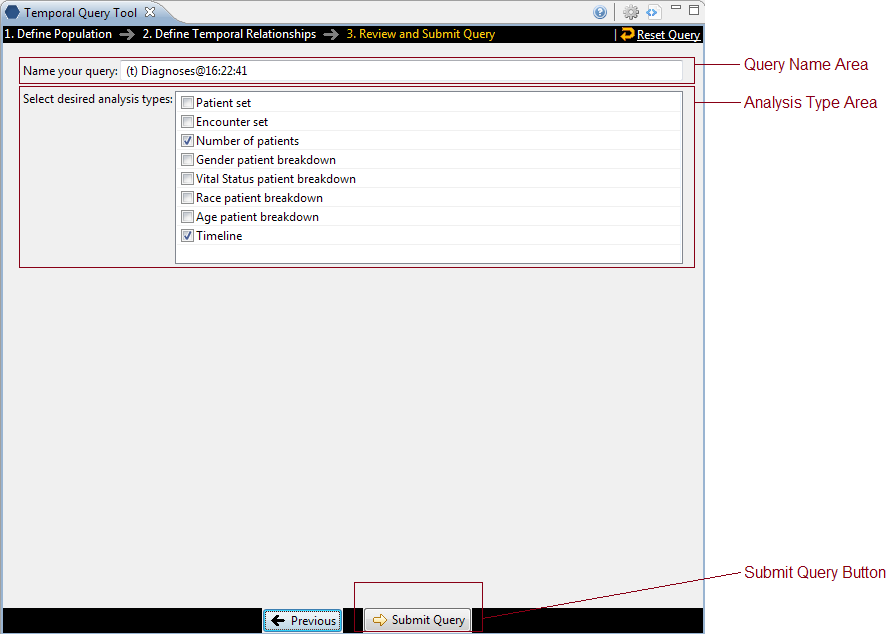 Temporal Query Tool
1. Define Population 2. Define Temporal Relationships 3. Review and Submit Query | Reset Query
Name your query: (t) Diagnoses@16:22:41
Query Name Area
Select desired analysis types:
Analysis Type Area
Patient set
Encounter set
Number of patients
Gender patient breakdown
Vital Status patient breakdown
Race patient breakdown
Age patient breakdown
Timeline
Submit Query Button
Previous
Submit Query